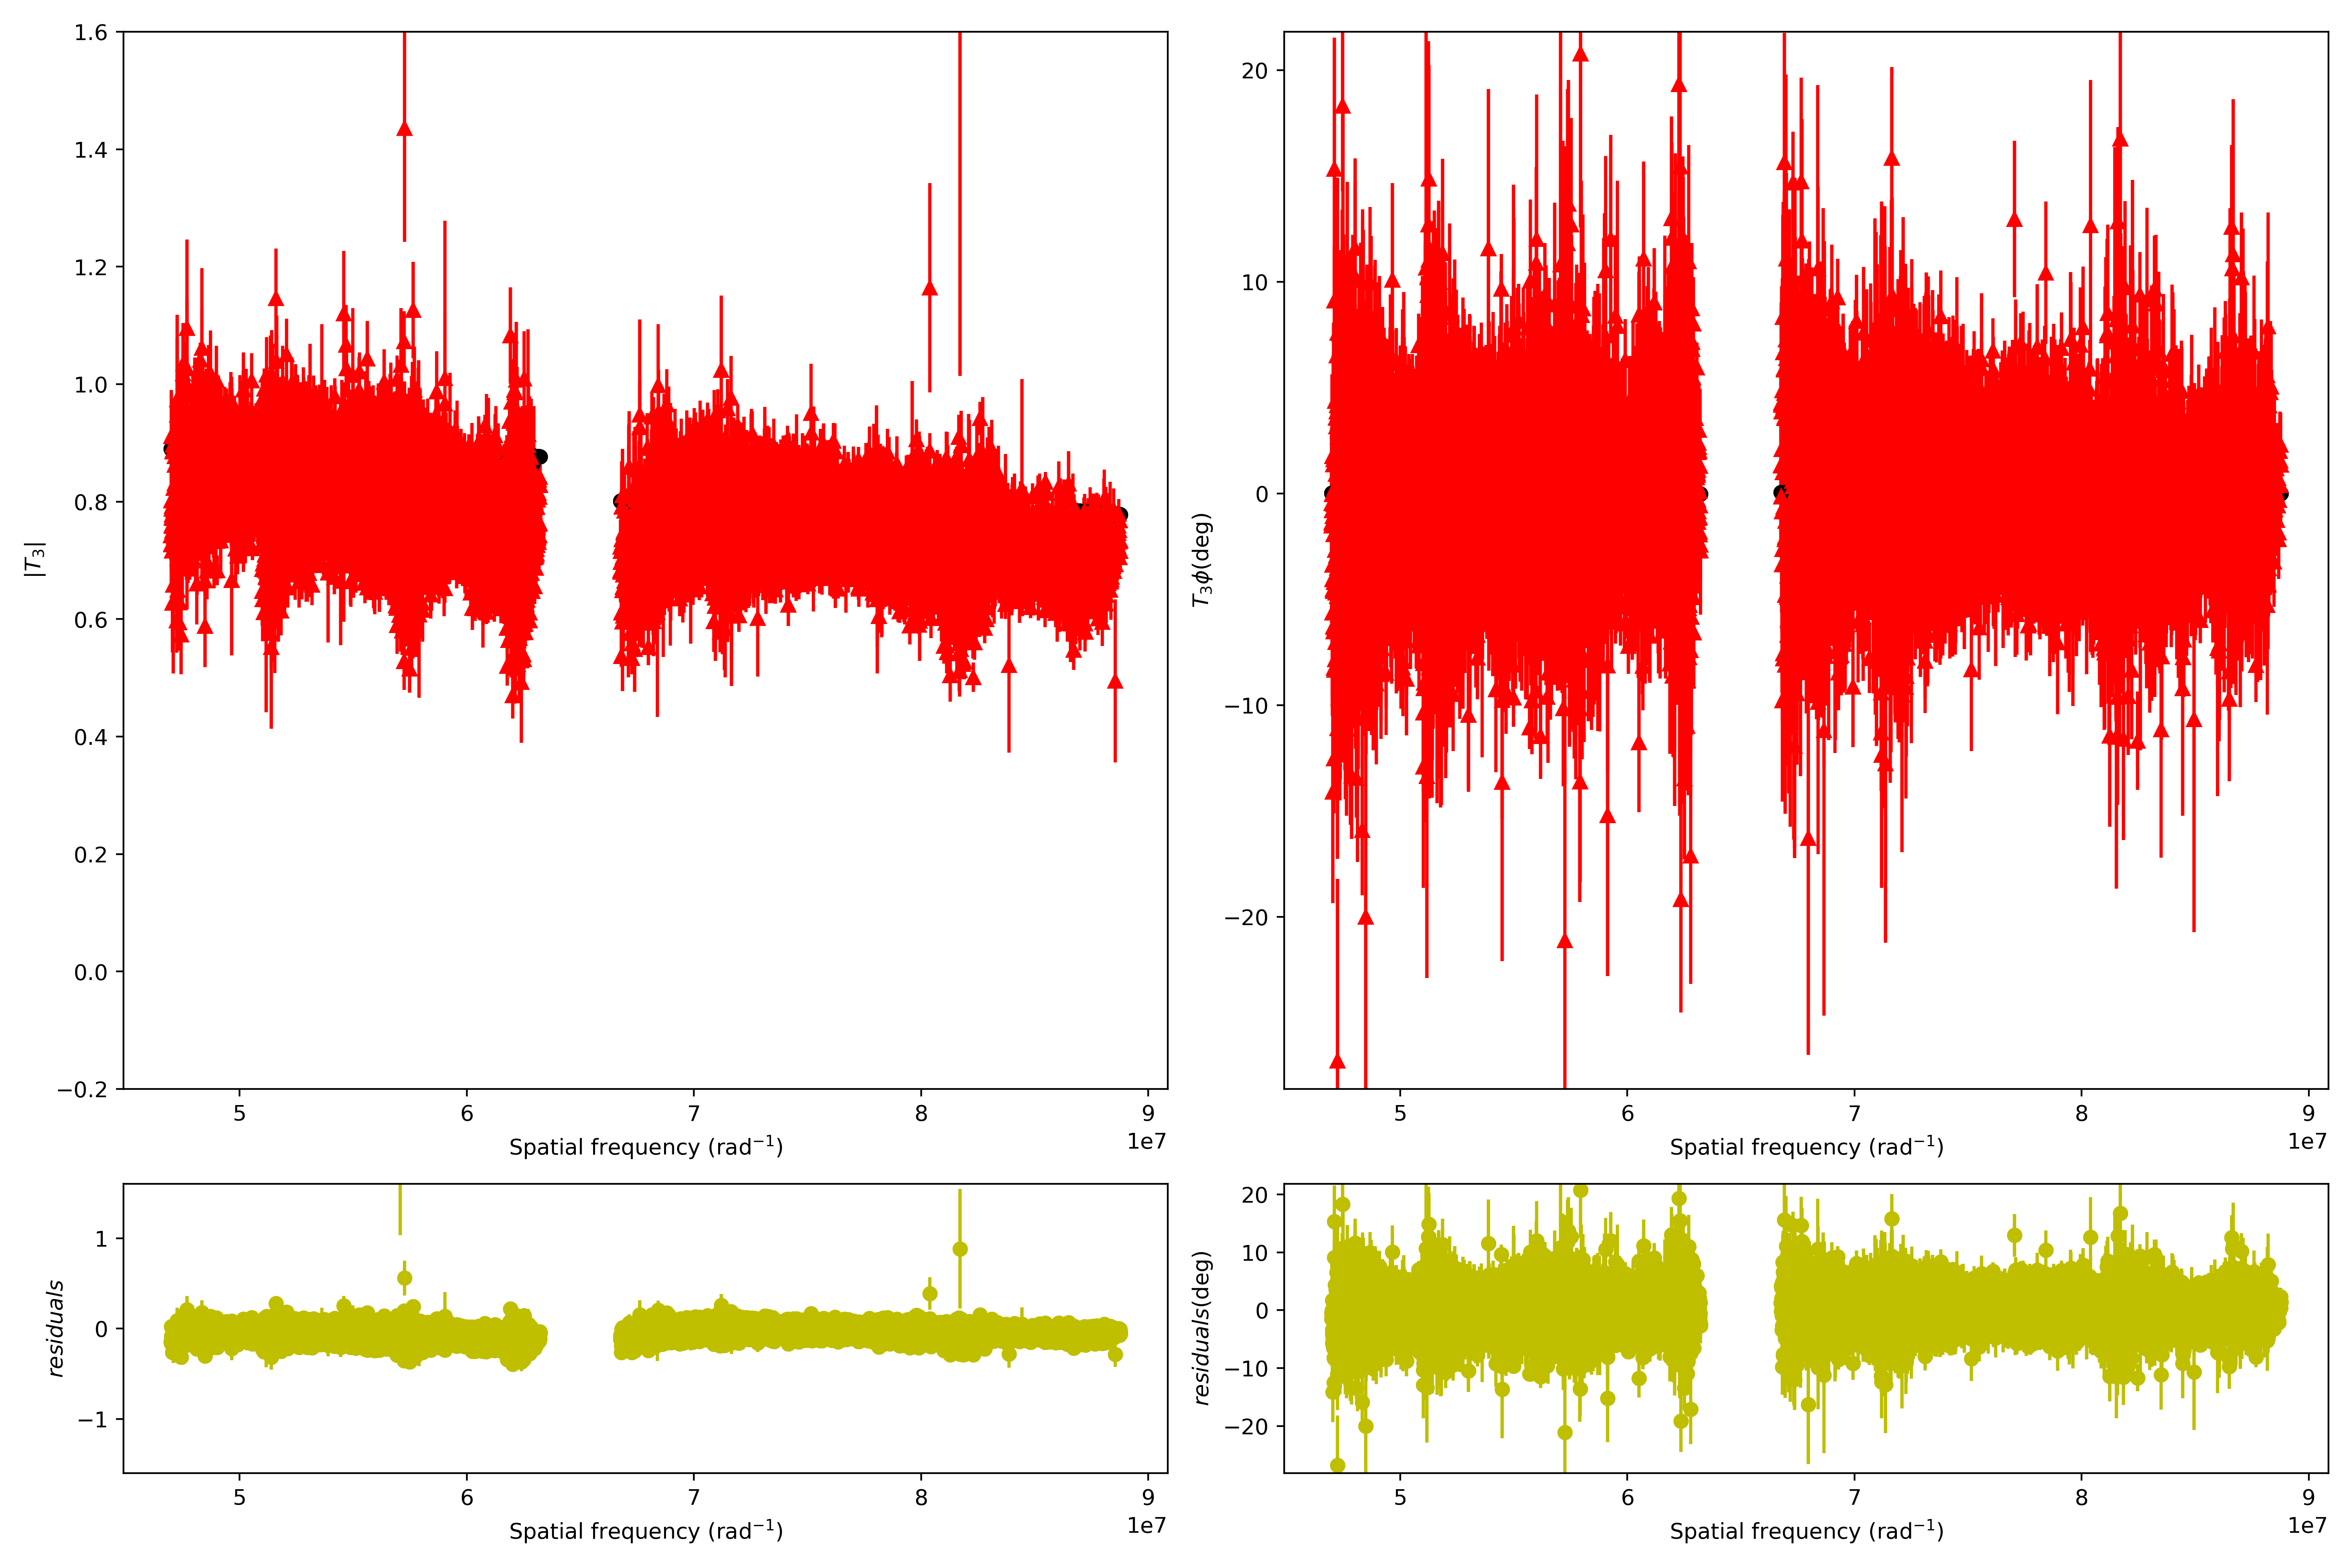 1.6
1.4
1.2
1.0
0.8
0.6
0.4
0.2
0.0
−0.2
|T₃|
5 6 7 8 9
1e7
Spatial frequency (rad⁻¹)
20
10
0
−10
−20
T₃ϕ(deg)
5 6 7 8 9
1e7
Spatial frequency (rad⁻¹)
1
0
−1
residuals
5 6 7 8 9
1e7
Spatial frequency (rad⁻¹)
20
10
0
−10
−20
residuals(deg)
5 6 7 8 9
1e7
Spatial frequency (rad⁻¹)